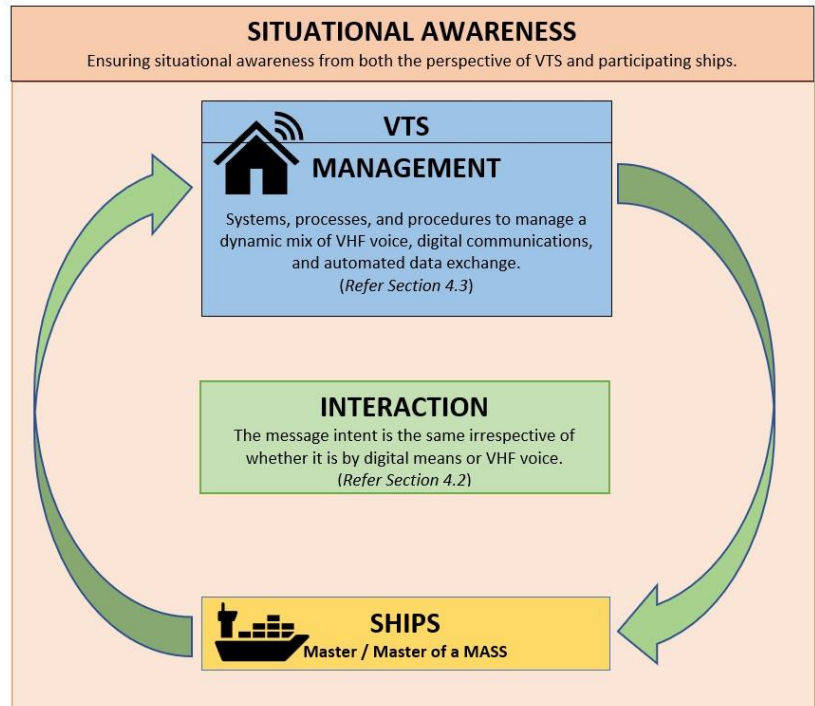 SITUATIONAL AWARENESS
Ensuring situational awareness from both the perspective of VTS and participating ships.
VTS
MANAGEMENT
Systems, processes, and procedures to manage a
dynamic mix of VHF voice, digital communications,
and automated data exchange.
(Refer Section 4.3)
INTERACTION
The message intent is the same irrespective of
whether it is by digital means or VHF voice.
(Refer Section 4.2)
SHIPS
Master / Master of a MASS